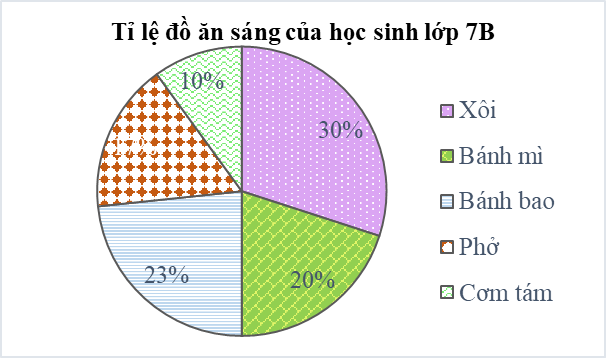 Tỉ lệ đồ ăn sáng của học sinh lớp 7B
10%
30%
23%
20%
Xôi
Bánh mì
Bánh bao
Phở
Cơm tám